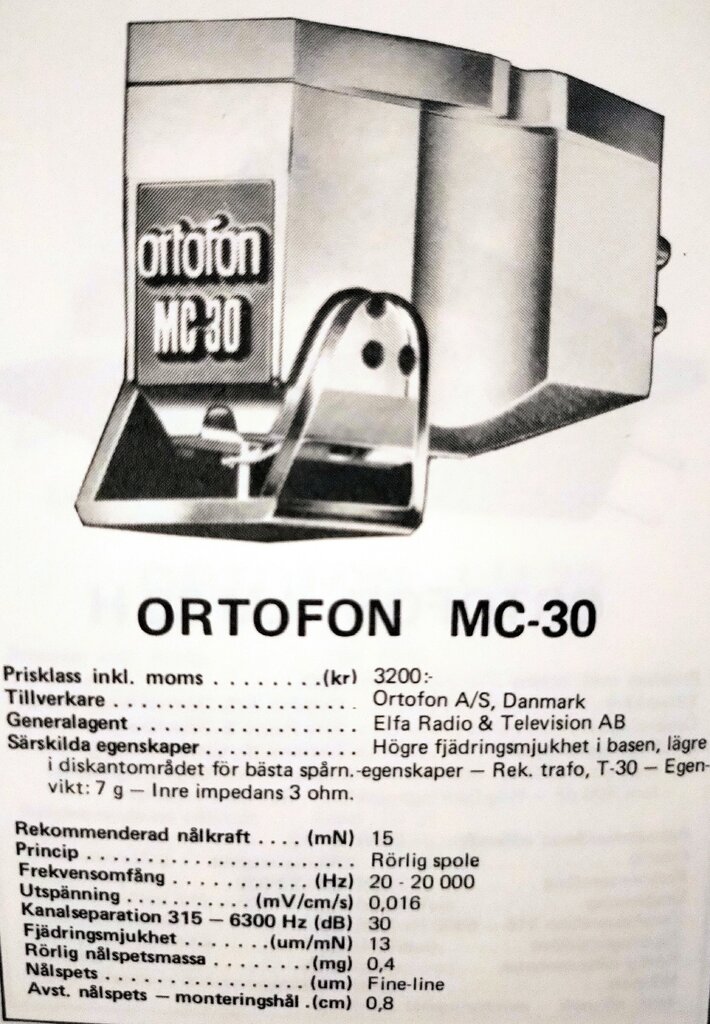 ortofon
MC-30
ORTOFON MC-30
Prisklass inkl. moms . . . . . . . .(kr) 3200:-
Tillverkare . . . . . . . . . . . . . . . . . . . Ortofon A/S, Danmark
Generalagent . . . . . . . . . . . . . . . . . Elfa Radio & Television AB
Särskilda egenskaper . . . . . . . . . . . . Högre fjädringsmjukhet i basen, lägre
i diskantområdet för bästa spårn.-egenskaper — Rek. trafo, T-30 — Egen-
vikt: 7 g — Inre impedans 3 ohm.
Rekommenderad nålkraft . . . . (mN) 15
Princip . . . . . . . . . . . . . . . . . . . . . . Rörlig spole
Frekvensomfång . . . . . . . . . . . (Hz) 20 - 20 000
Utspänning . . . . . . . . . . (mV/cm/s) 0,016
Kanalseparation 315 — 6300 Hz (dB) 30
Fjädringsmjukhet . . . . . . .(um/mN) 13
Rörlig nålspetsmassa . . . . . . . .(mg) 0,4
Nålspets . . . . . . . . . . . . . . . . . (um) Fine-line
Avst. nålspets — monteringshål .(cm) 0,8